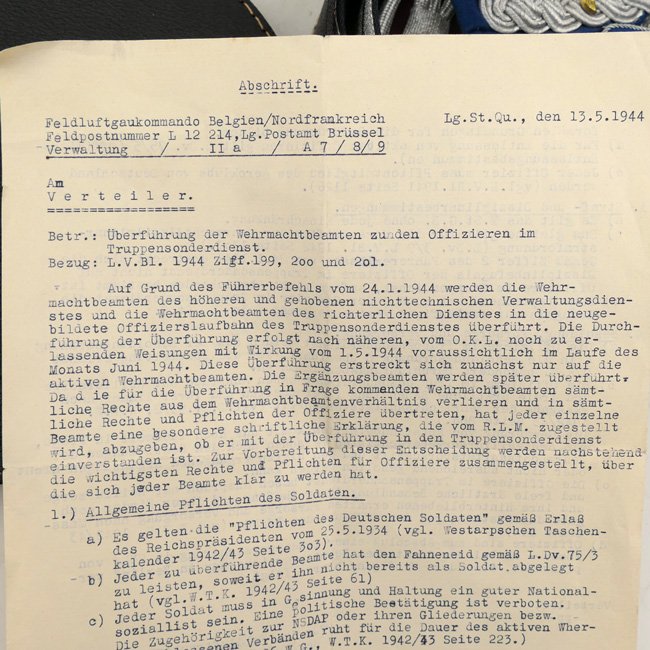 Abschrift.
Feldluftgaukommando Belgien/Nordfrankreich Lg.St.Qu., den 13.5.1944
Feldpostnummer L 12 214,Lg.Postamt Brüssel
Verwaltung /- II a / A 7/8/9
An
Verteiler.
Betr.: Überführung der Wehrmachtbeamten zu den Offizieren im
Truppensonderdienst.
Bezug: L.V.Bl. 1944 Ziff.199, 2oo und 2o1.
Auf Grund des Führerbefehls vom 24.1.1944 werden die Wehr-
machtbeamten des höheren und gehobenen nichttechnischen Verwaltungsdien-
stes und die Wehrmachtbeamten des richterlichen Dienstes in die neuge-
bildete Offizierslaufbahn des Truppensonderdienstes überführt. Die Durch-
führung der Überführung erfolgt nach näheren, vom O.K.L. noch zu er-
lassenden Weisungen mit Wirkung vom 1.5.1944 voraussichtlich im Laufe des
Monats Juni 1944. Diese Überführung erstreckt sich zunächst nur auf die
aktiven Wehrmachtbeamten. Die Ergänzungsbeamten werden später überführt.
Da d ie für die Überführung in Frage kommenden Wehrmachtbeamten sämt-
liche Rechte aus dem Wehrmachtbeamtenverhältnis verlieren und in sämt-
liche Rechte und Pflichten der Offiziere übertreten, hat jeder einzelne
Beamte eine besondere schriftliche Erklärung, die vom R.L.M. zugestellt
wird, abzugeben, ob er mit der Überführung in den Truppensonderdienst
einverstanden ist. Zur Vorbereitung dieser Entscheidung werden nachstehend
die wichtigsten Rechte und Pflichten für Offiziere zusammengestellt, über
die sich jeder Beamte klar zu werden hat.
1.) Allgemeine Pflichten des Soldaten.
a) Es gelten die "Pflichten des Deutschen Soldaten" gemäß Erlaß
des Reichspräsidenten vom 25.5.1934 (vgl. Westarpschen Taschen-
kalender 1942/43 Seite 3o3).
b) Jeder zu überführende Beamte hat den Fahneneid gemäß L.Dv.75/3
zu leisten, soweit er ihn nicht bereits als Soldat abgelegt
hat (vgl.W.T.K. 1942/43 Seite 61)
c) Jeder Soldat muss in Gesinnung und Haltung ein guter National-
soziallist sein. Eine politische Bestätigung ist verboten.
Die Zugehörigkeit zur NSDAP oder ihren Gliederungen bezw.
lossenen Verbänden ruht für die Dauer des aktiven Wher-
W.G., W.T.K. 1942/43 Seite 223.)